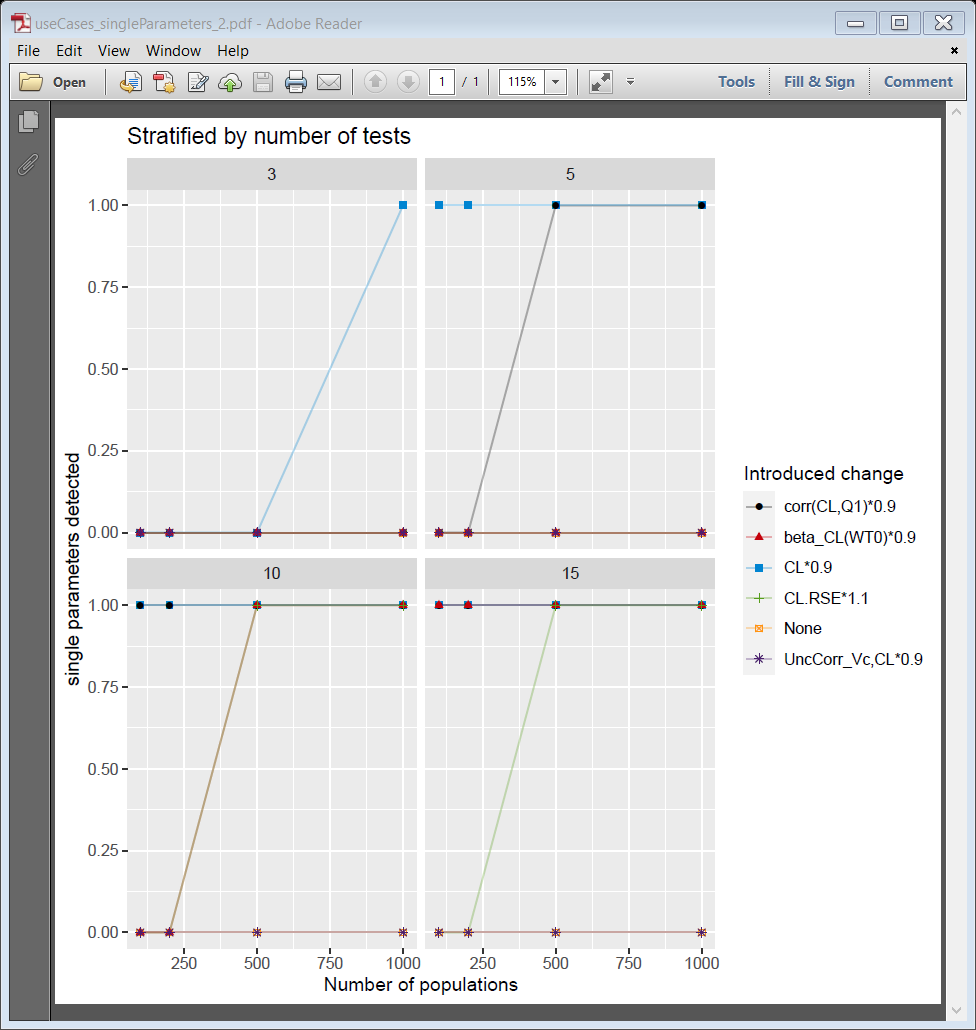 useCases_singleParameters_2.pdf - Adobe Reader
File Edit View Window Help
Open 1 / 1 115% Tools Fill & Sign Comment
Stratified by number of tests
3 5
1.00
0.75
0.50
0.25
0.00
10 15
1.00
0.75
0.50
0.25
0.00
250 500 750 1000 250 500 750 1000
Number of populations
single parameters detected
Introduced change
corr(CL,Q1)*0.9
beta_CL(WT0)*0.9
CL*0.9
CL.RSE*1.1
None
UncCorr_Vc,CL*0.9